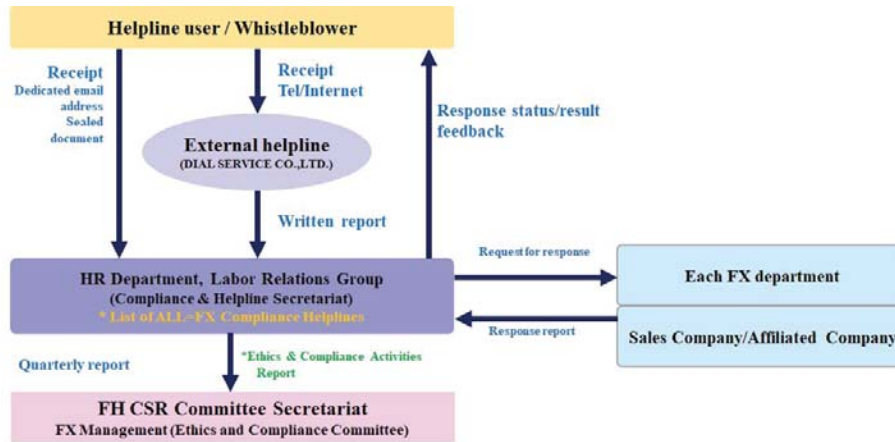 Helpline user / Whistleblower
Receipt
Dedicated email
address
Sealed
document
Receipt
Tel/Internet
Response status/result
feedback
External helpline
(DIAL SERVICE CO.,LTD.)
Written report
HR Department, Labor Relations Group
(Compliance & Helpline Secretariat)
* List of ALL=FX Compliance Helplines
Request for response
Each FX department
Response report
Sales Company/Affiliated Company
Quarterly report
*Ethics & Compliance Activities
Report
FH CSR Committee Secretariat
FX Management (Ethics and Compliance Committee)